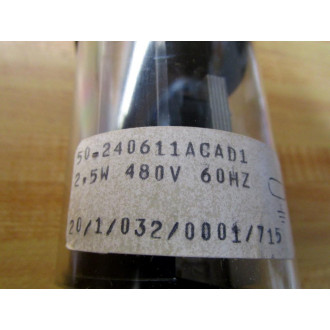 50-240611ACAD1
2,5W 480V 60HZ
20/1/032/0001/715